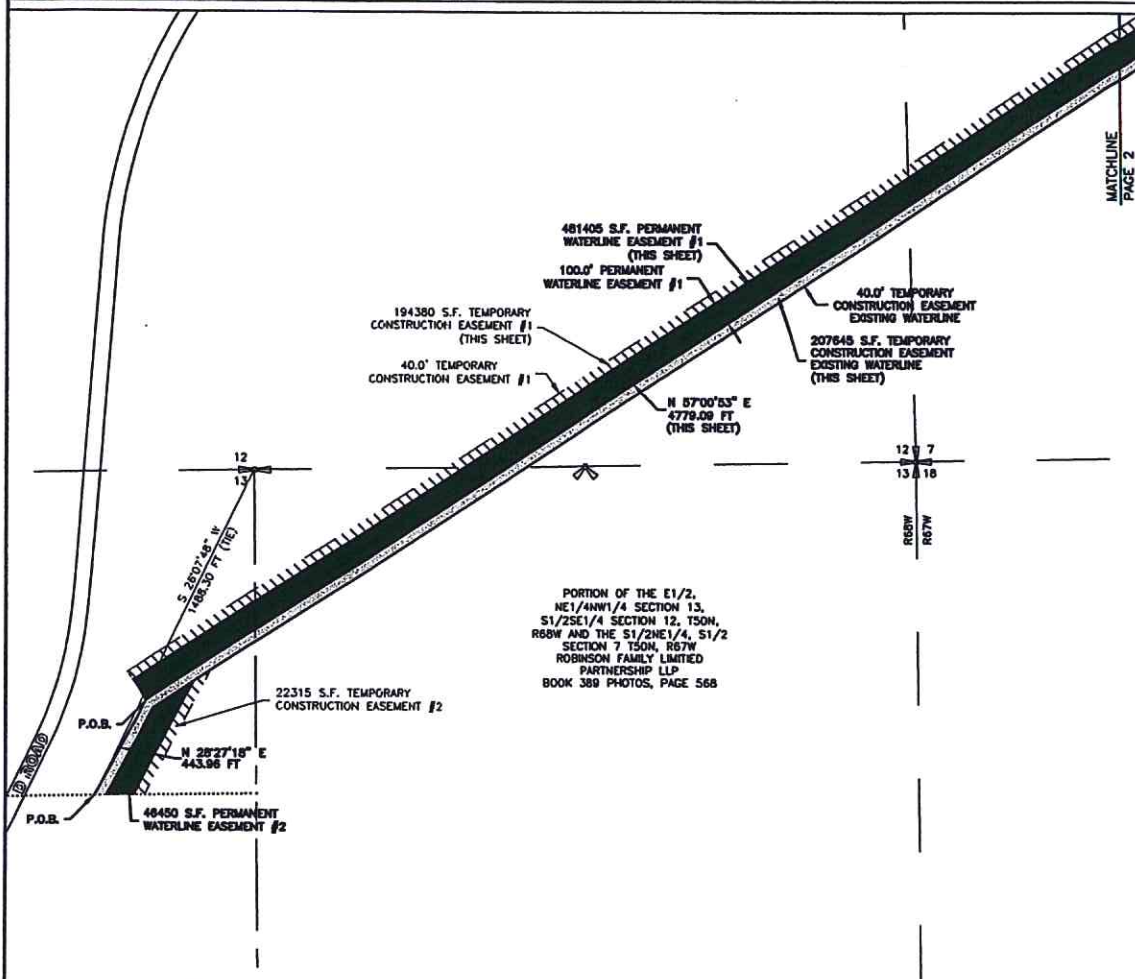 MATCHLINE
PAGE 2
461405 S.F. PERMANENT
WATERLINE EASEMENT #1
(THIS SHEET)
100.0' PERMANENT
WATERLINE EASEMENT #1
194380 S.F. TEMPORARY
CONSTRUCTION EASEMENT #1
(THIS SHEET)
40.0' TEMPORARY
CONSTRUCTION EASEMENT #1
40.0' TEMPORARY
CONSTRUCTION EASEMENT
EXISTING WATERLINE
207645 S.F. TEMPORARY
CONSTRUCTION EASEMENT
EXISTING WATERLINE
(THIS SHEET)
N 57°00'53" E
4779.09 FT
(THIS SHEET)
12
13
12 7
13 18
R68W
R67W
S 26°07'48" W
1488.30 FT (TIE)
PORTION OF THE E1/2,
NE1/4NW1/4 SECTION 13,
S1/2SE1/4 SECTION 12, T50N,
R68W AND THE S1/2NE1/4, S1/2
SECTION 7 T50N, R67W
ROBINSON FAMILY LIMITIED
PARTNERSHIP LLP
BOOK 389 PHOTOS, PAGE 568
22315 S.F. TEMPORARY
CONSTRUCTION EASEMENT #2
P.O.B.
N 28°27'18" E
443.96 FT
D ROAD
P.O.B.
46450 S.F. PERMANENT
WATERLINE EASEMENT #2